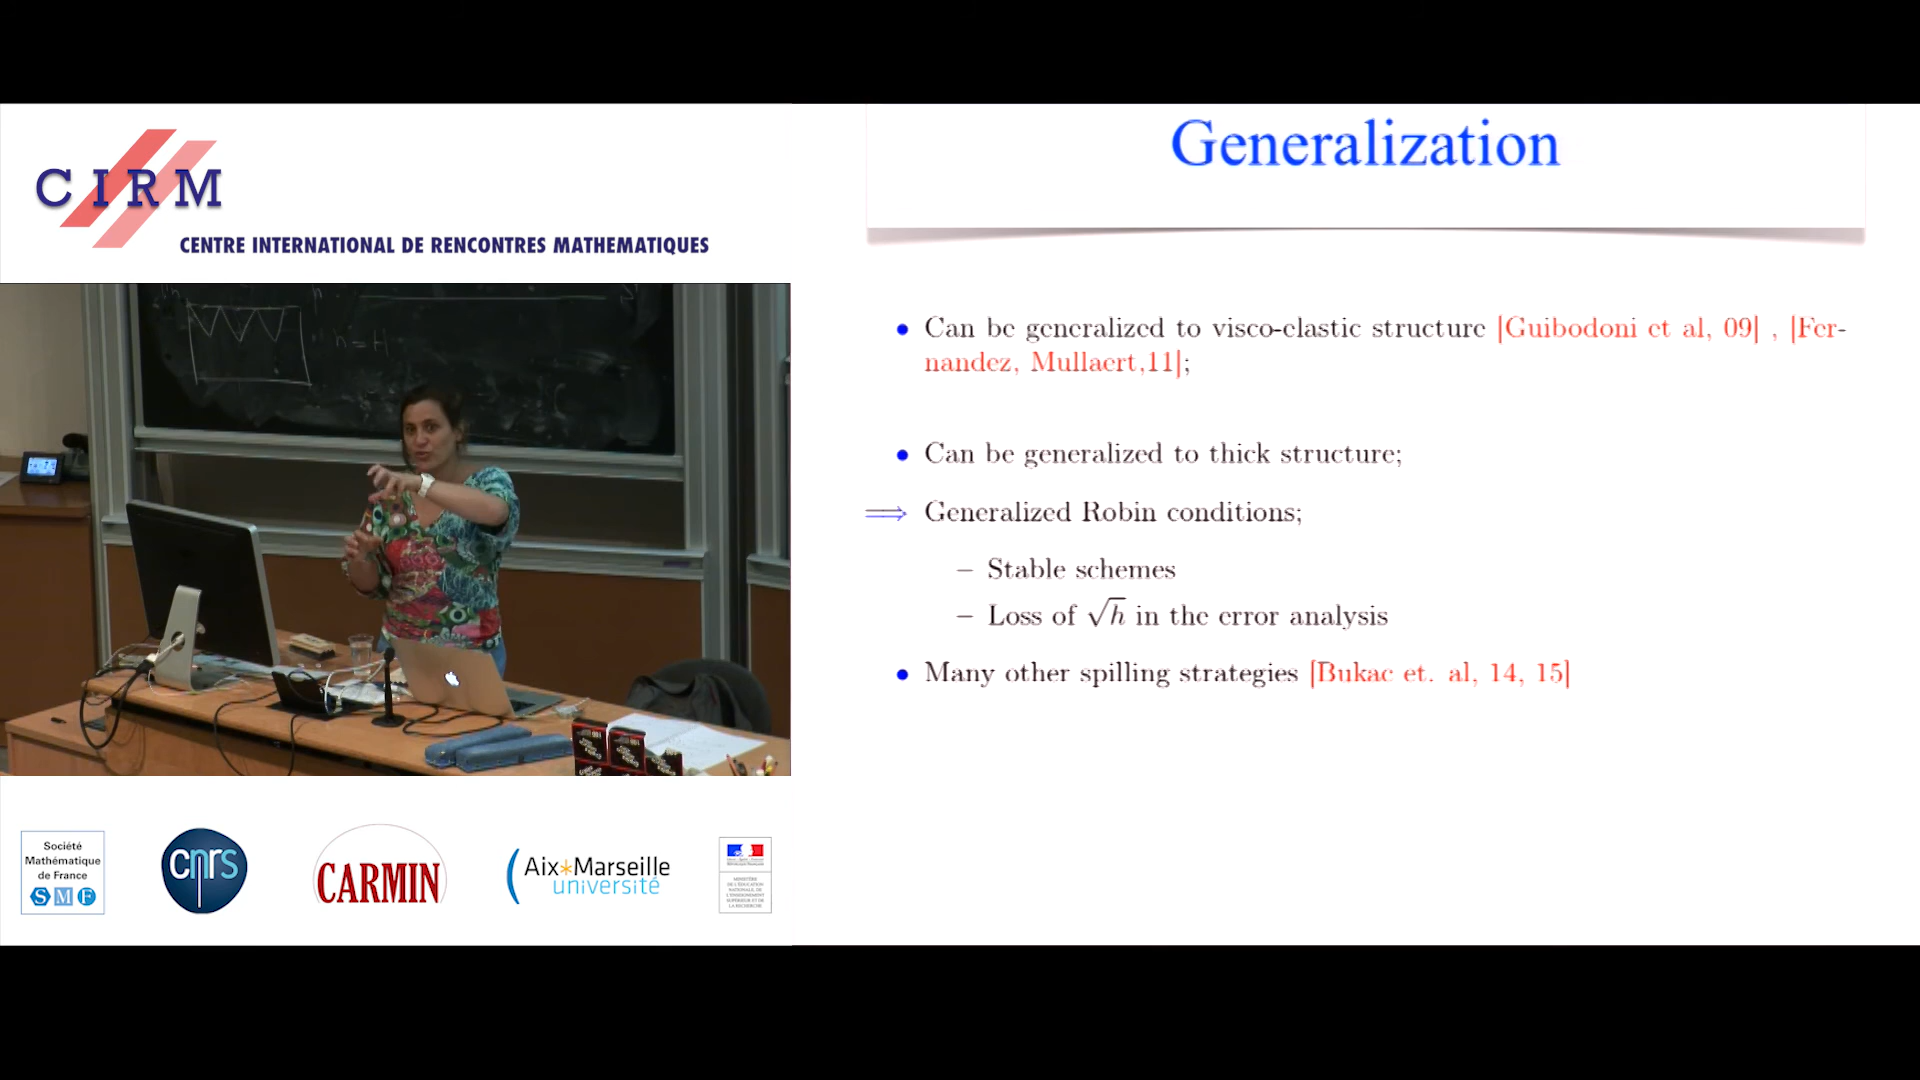 CIRM
CENTRE INTERNATIONAL DE RENCONTRES MATHEMATIQUES
Société
Mathématique
de France
SMF
cnrs
CARMIN
Aix*Marseille
université
Generalization
• Can be generalized to visco-elastic structure [Guibodoni et al, 09] , [Fer-
nandez, Mullaert,11];
• Can be generalized to thick structure;
⟹ Generalized Robin conditions;
– Stable schemes
– Loss of √h in the error analysis
• Many other spilling strategies [Bukac et. al, 14, 15]